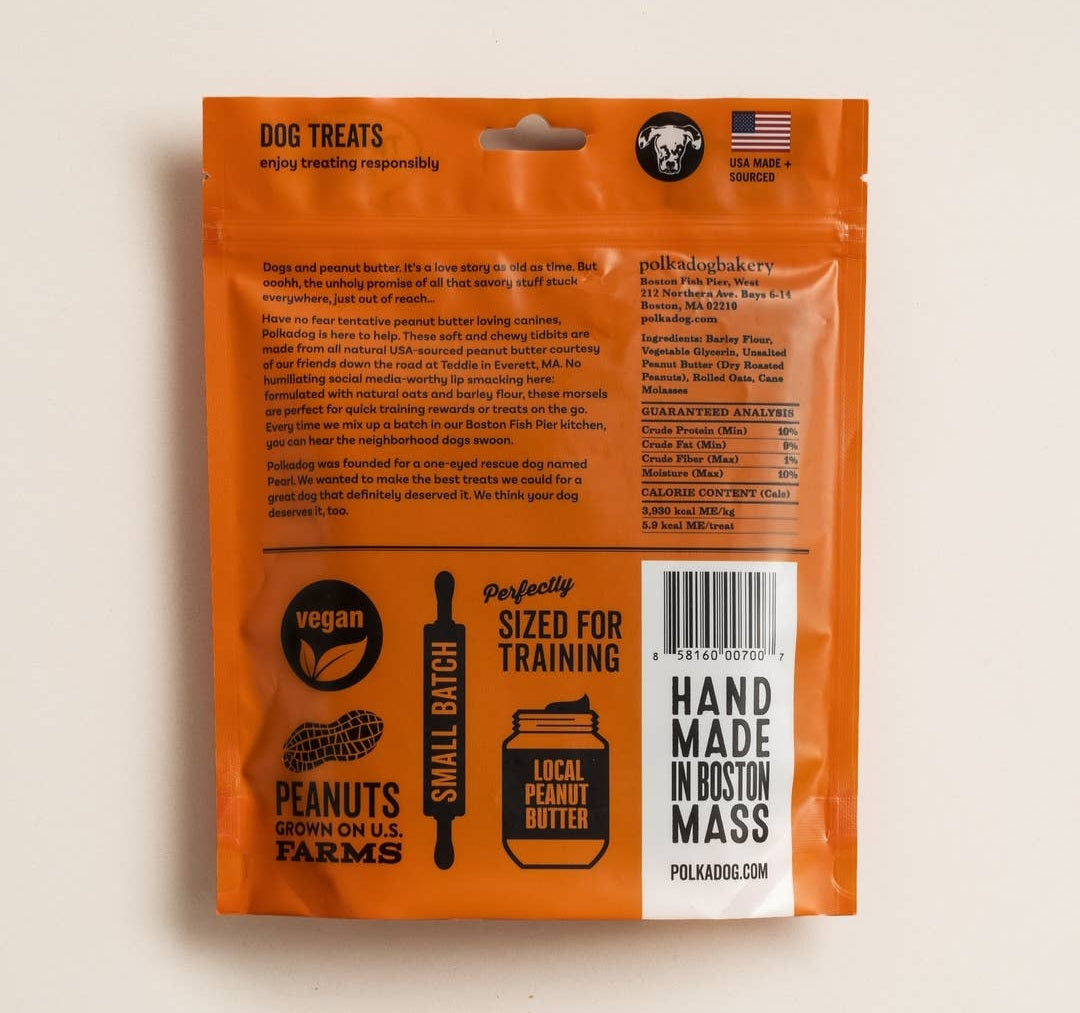 DOG TREATS
enjoy treating responsibly
USA MADE +
SOURCED
Dogs and peanut butter. It's a love story as old as time. But
ooohh, the unholy promise of all that savory stuff stuck
everywhere, just out of reach...
Have no fear tentative peanut butter loving canines,
Polkadog is here to help. These soft and chewy tidbits are
made from all natural USA-sourced peanut butter courtesy
of our friends down the road at Teddie in Everett, MA. No
humiliating social media-worthy lip smacking here:
formulated with natural oats and barley flour, these morsels
are perfect for quick training rewards or treats on the go.
Every time we mix up a batch in our Boston Fish Pier kitchen,
you can hear the neighborhood dogs swoon.
Polkadog was founded for a one-eyed rescue dog named
Pearl. We wanted to make the best treats we could for a
great dog that definitely deserved it. We think your dog
deserves it, too.
polkadogbakery
Boston Fish Pier, West
212 Northern Ave. Bays 6-14
Boston, MA 02210
polkadog.com
Ingredients: Barley Flour,
Vegetable Glycerin, Unsalted
Peanut Butter (Dry Roasted
Peanuts), Rolled Oats, Cane
Molasses
GUARANTEED ANALYSIS
Crude Protein (Min) 10%
Crude Fat (Min) 9%
Crude Fiber (Max) 1%
Moisture (Max) 10%
CALORIE CONTENT (Cals)
3,930 kcal ME/kg
5.9 kcal ME/treat
vegan
PEANUTS
GROWN ON U.S.
FARMS
SMALL BATCH
Perfectly
SIZED FOR
TRAINING
LOCAL
PEANUT
BUTTER
8 58160 00700 7
HAND
MADE
IN BOSTON
MASS
POLKADOG.COM